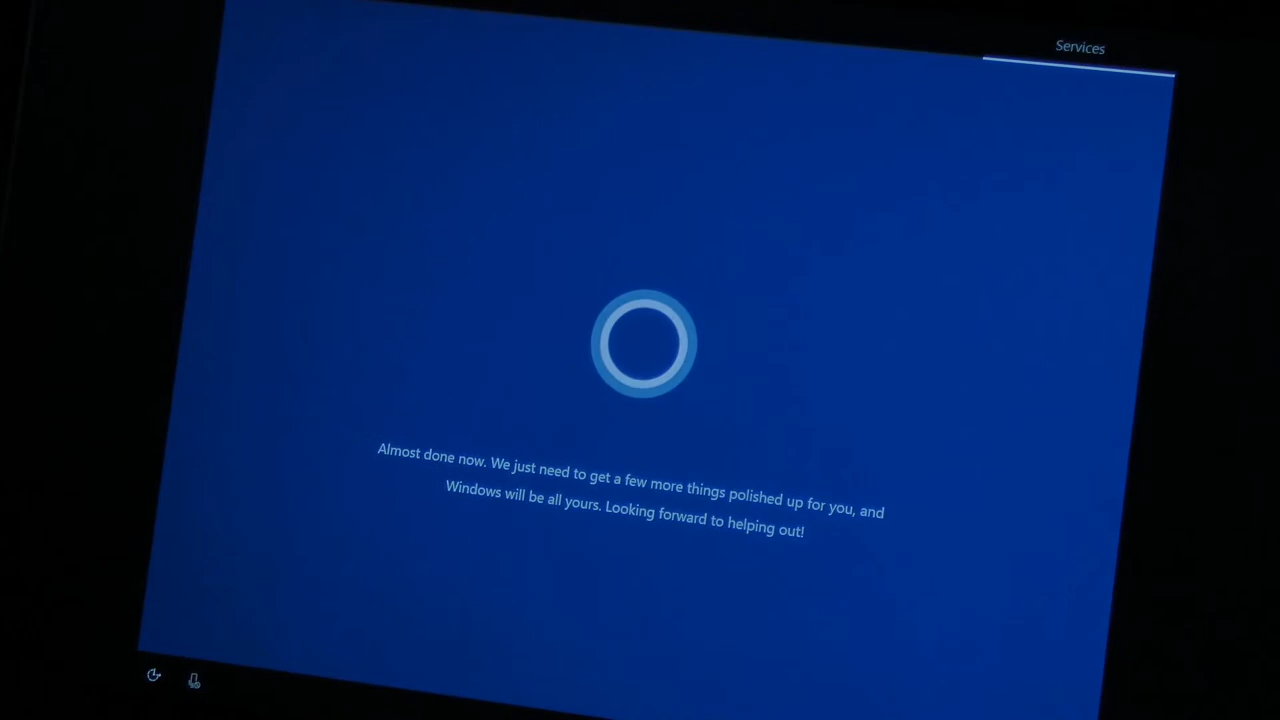 Services
Almost done now. We just need to get a few more things polished up for you, and
Windows will be all yours. Looking forward to helping out!